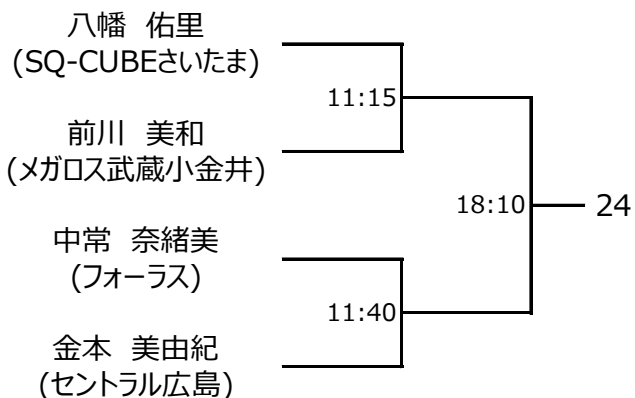 八幡　佑里
(SQ-CUBEさいたま)
11:15
前川　美和
(メガロス武蔵小金井)
18:10
24
中常　奈緒美
(フォーラス)
11:40
金本　美由紀
(セントラル広島)